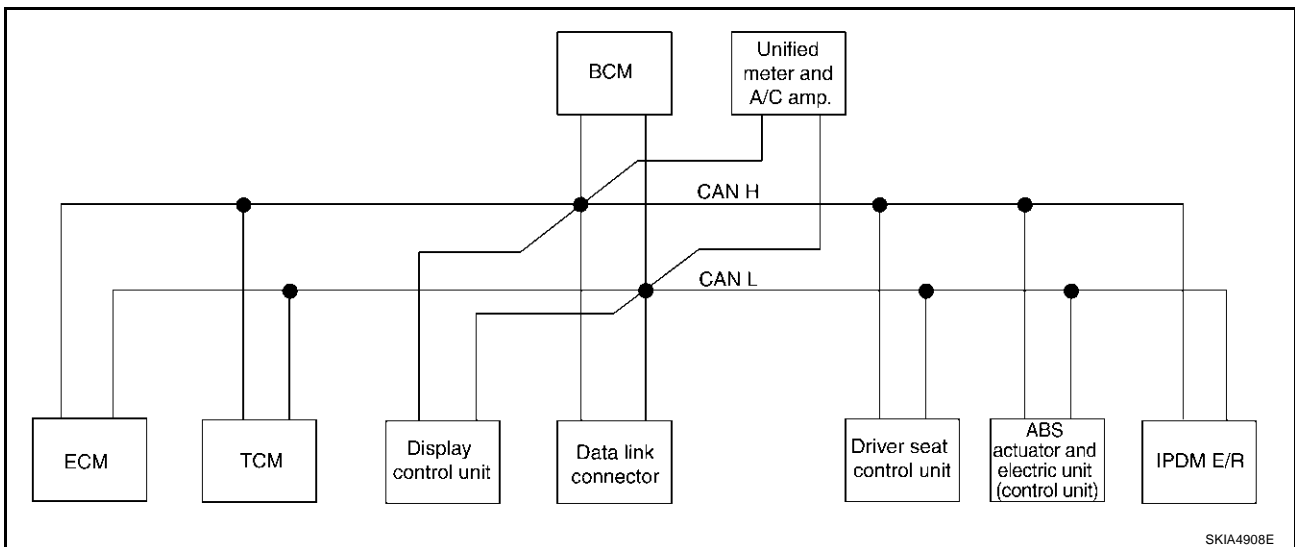 BCM
Unified
meter and
A/C amp.
CAN H
CAN L
ECM
TCM
Display
control unit
Data link
connector
Driver seat
control unit
ABS
actuator and
electric unit
(control unit)
IPDM E/R
SKIA4908E